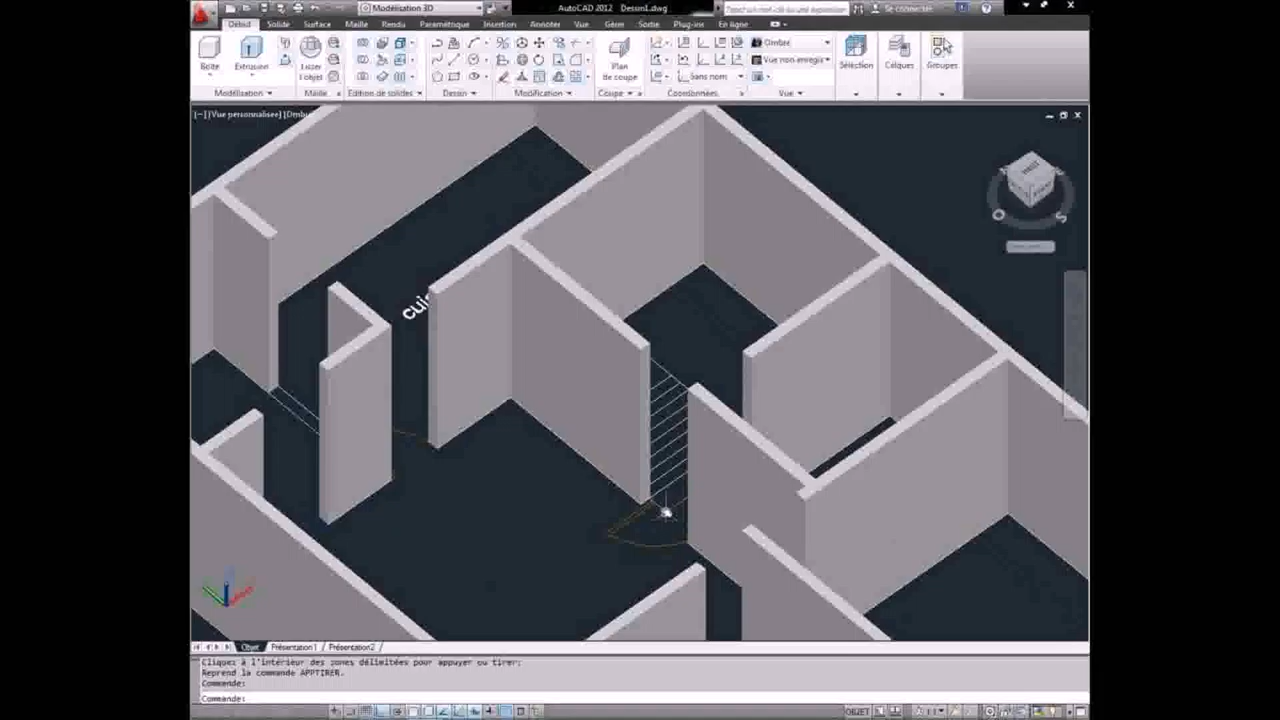 Modélisation 3D
AutoCAD 2012 Dessin1.dwg
Se connecter
Début Solide Surface Maille Rendu Paramétrique Insertion Annoter Vue Gérer Sortie Plug-ins En ligne
Boîte Extrusion Lisser l'objet Plan de coupe Ombré Sélection Calques Groupes
Vue non enregis
Sans nom
Modélisation Maille Edition de solides Dessin Modification Coupe Coordonnées Vue
[−][Vue personnalisée][Ombré
cuis
Objet Présentation1 Présentation2
Cliquez à l'intérieur des zones délimitées pour appuyer ou tirer:
Reprend la commande APPTIRER.
Commande:
Commande:
OBJET